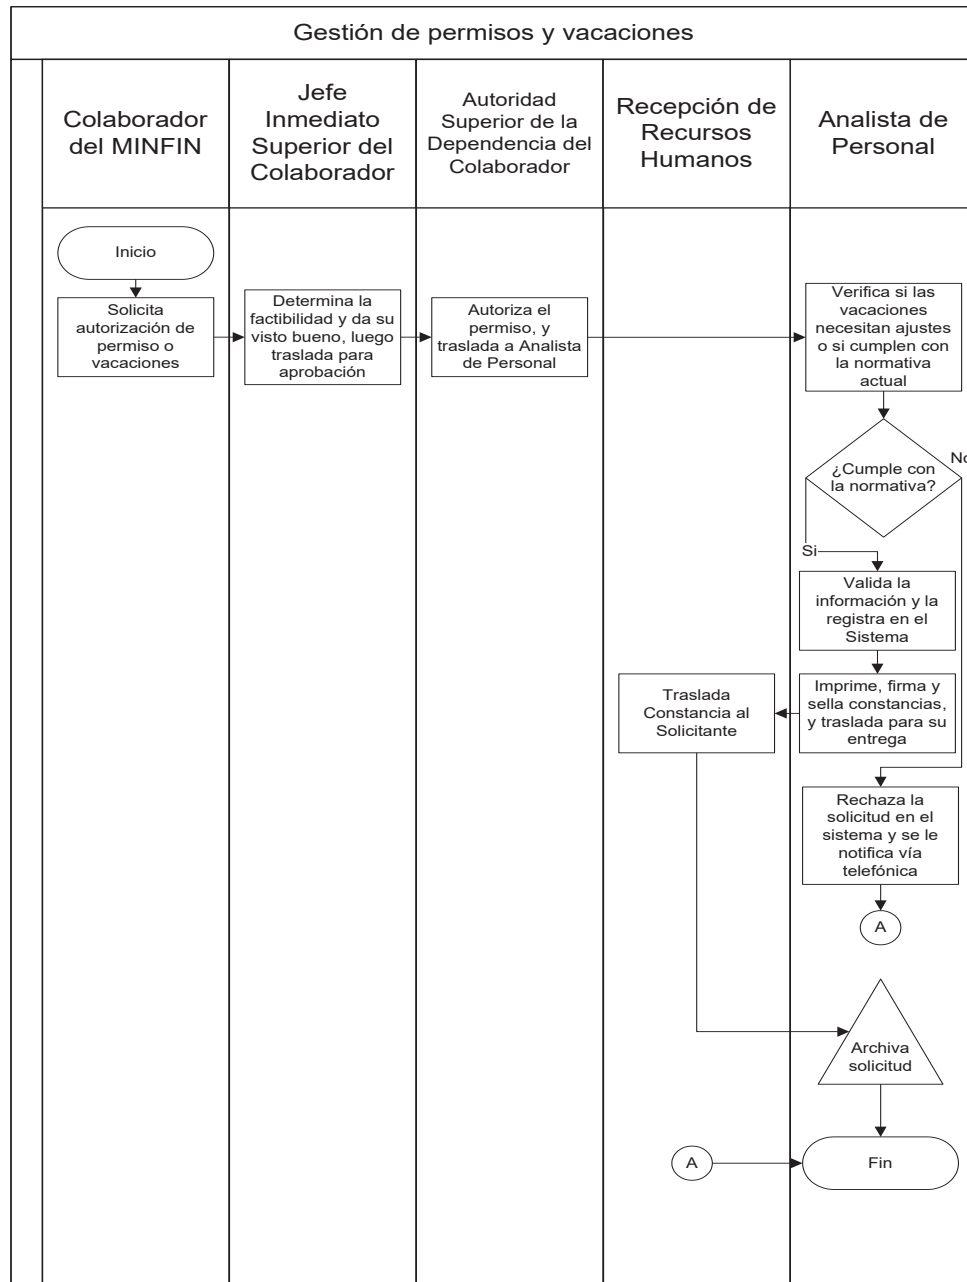 Gestión de permisos y vacaciones
Colaborador
del MINFIN
Jefe
Inmediato
Superior del
Colaborador
Autoridad
Superior de la
Dependencia del
Colaborador
Recepción de
Recursos
Humanos
Analista de
Personal
Inicio
Solicita
autorización de
permiso o
vacaciones
Determina la
factibilidad y da su
visto bueno, luego
traslada para
aprobación
Autoriza el
permiso, y
traslada a Analista
de Personal
Verifica si las
vacaciones
necesitan ajustes
o si cumplen con
la normativa
actual
¿Cumple con
la normativa?
No
Si
Valida la
información y la
registra en el
Sistema
Imprime, firma y
sella constancias,
y traslada para su
entrega
Traslada
Constancia al
Solicitante
Rechaza la
solicitud en el
sistema y se le
notifica vía
telefónica
A
Archiva
solicitud
A
Fin